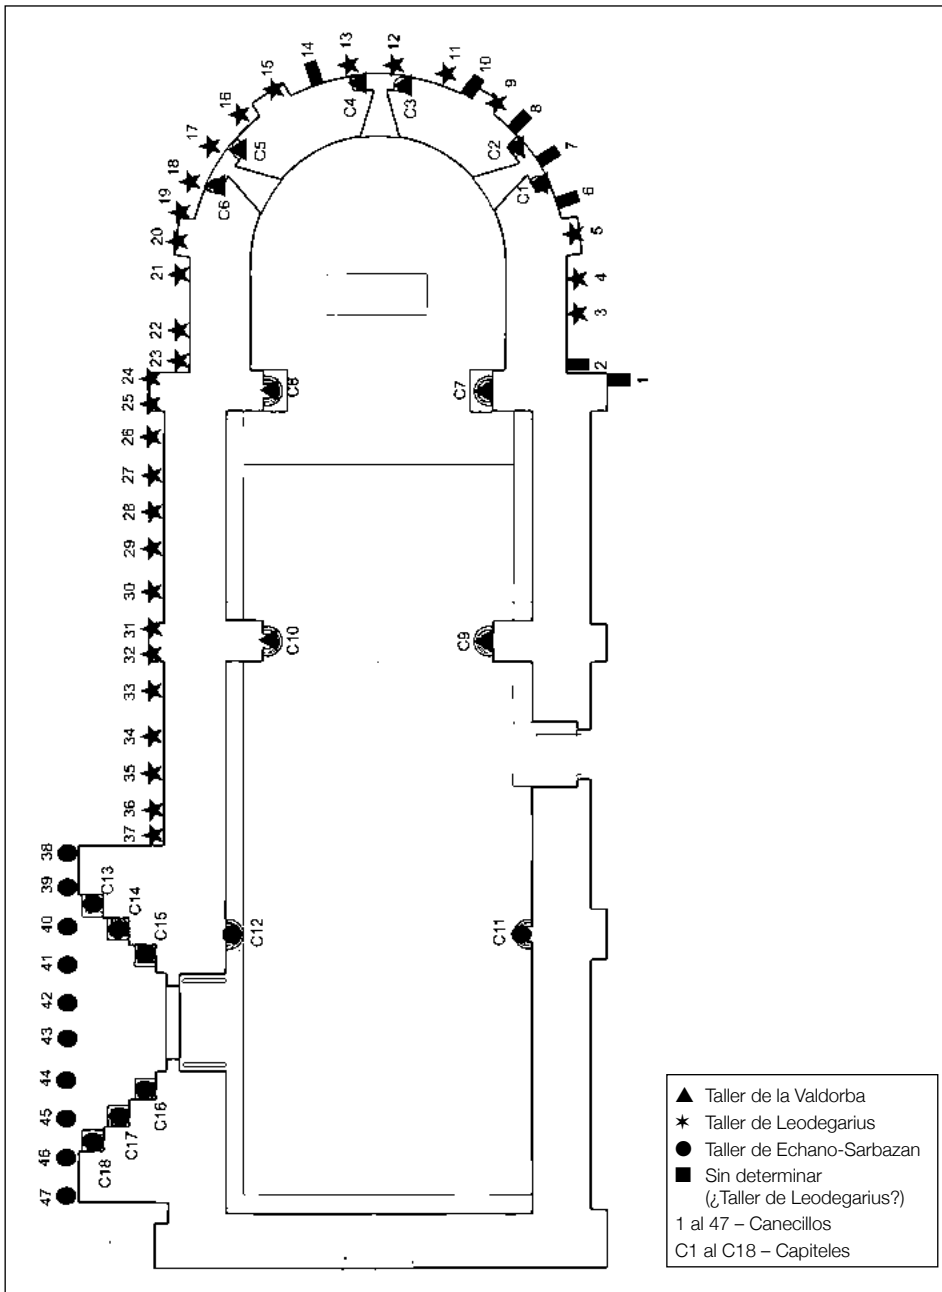 14
13
12
11
10
15
9
16
8
C4
C3
17
C5
C2
7
18
C6
C1
6
19
20
5
21
4
3
22
23
2
24
C8
C7
1
25
26
27
28
29
30
31
C10
C9
32
33
34
35
36
37
38
39
C13
40
C14
C15
C12
C11
41
42
43
44
45
C16
C17
46
C18
47
Taller de la Valdorba
Taller de Leodegarius
Taller de Echano-Sarbazan
Sin determinar
(¿Taller de Leodegarius?)
1 al 47 – Canecillos
C1 al C18 – Capiteles